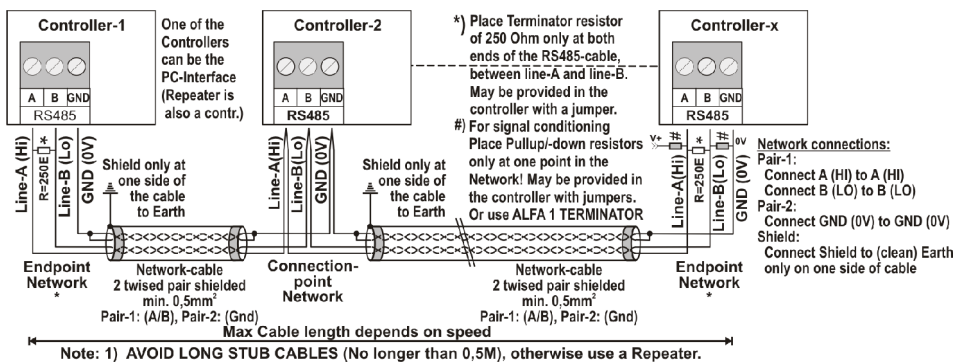 Controller-1
One of the
Controllers
can be the
PC-Interface
(Repeater is
also a contr.)
A B GND
RS485
Controller-2
A B GND
RS485
*) Place Terminator resistor
of 250 Ohm only at both
ends of the RS485-cable,
between line-A and line-B.
May be provided in the
controller with a jumper.
#) For signal conditioning
Place Pullup/-down resistors
only at one point in the
Network! May be provided in
the controller with jumpers.
Or use ALFA 1 TERMINATOR
Controller-x
A B GND
RS485
V+ # * # 0V
Line-A (Hi)
R=250E *
Line-B (Lo)
GND (0V)
Shield only at
one side of
the cable
to Earth
Line-A(Hi)
Line-B(Lo)
GND (0V)
Shield only at
one side of
the cable
to Earth
Line-A(Hi)
R=250E
Line-B(Lo)
GND (0V)
Network connections:
Pair-1:
Connect A (HI) to A (HI)
Connect B (LO) to B (LO)
Pair-2:
Connect GND (0V) to GND (0V)
Shield:
Connect Shield to (clean) Earth
only on one side of cable
Endpoint
Network
*
Network-cable
2 twised pair shielded
min. 0,5mm²
Pair-1: (A/B), Pair-2: (Gnd)
Connection-
point
Network
Network-cable
2 twised pair shielded
min. 0,5mm²
Pair-1: (A/B), Pair-2: (Gnd)
Endpoint
Network
*
Max Cable length depends on speed
Note: 1) AVOID LONG STUB CABLES (No longer than 0,5M), otherwise use a Repeater.